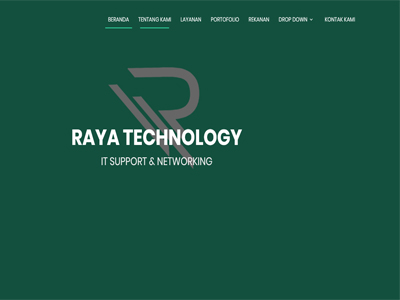 BERANDA TENTANG KAMI LAYANAN PORTOFOLIO REKANAN DROP DOWN KONTAK KAMI
RAYA TECHNOLOGY
IT SUPPORT & NETWORKING